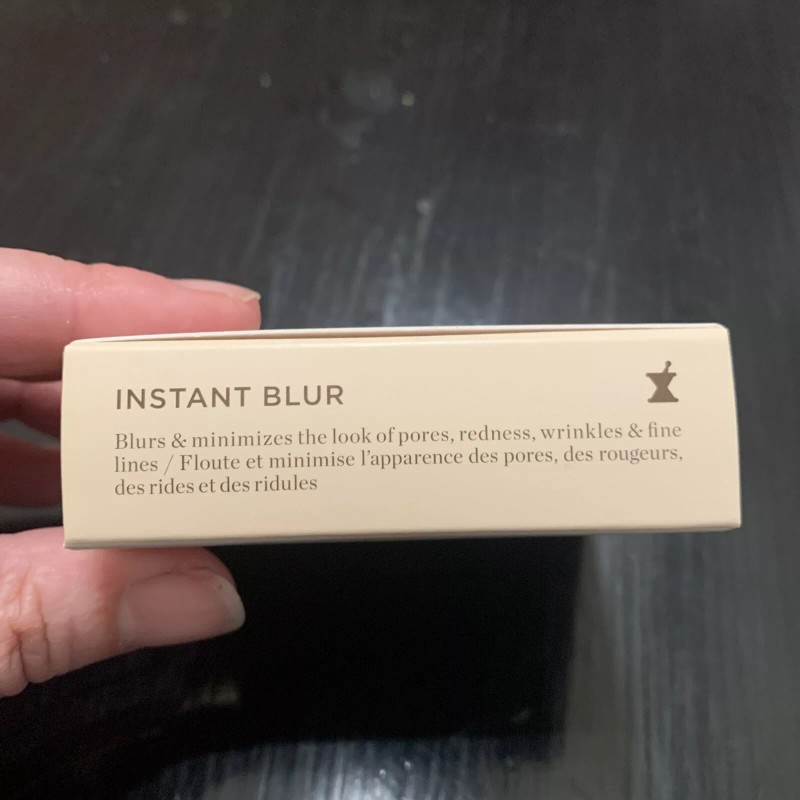 INSTANT BLUR
Blurs & minimizes the look of pores, redness, wrinkles & fine
lines / Floute et minimise l'apparence des pores, des rougeurs,
des rides et des ridules